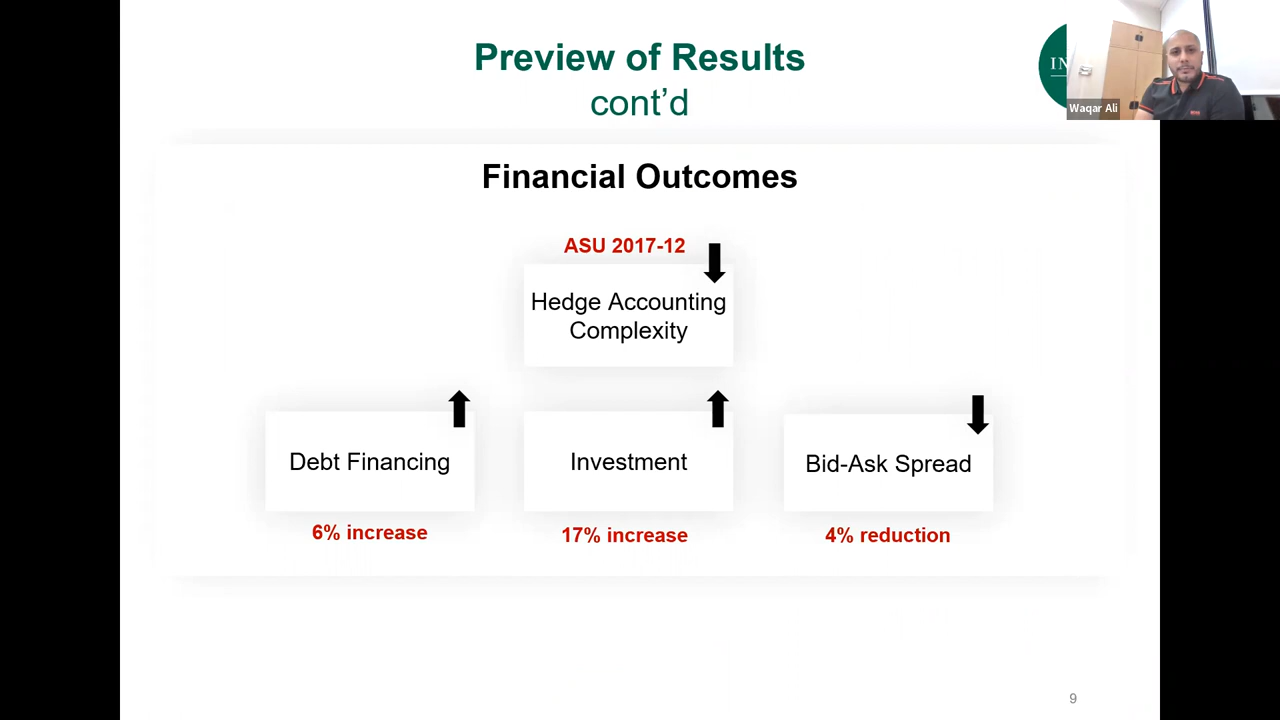 Preview of Results
cont’d
IN
Waqar Ali
Financial Outcomes
ASU 2017-12
Hedge Accounting
Complexity
Debt Financing
Investment
Bid-Ask Spread
6% increase
17% increase
4% reduction
9